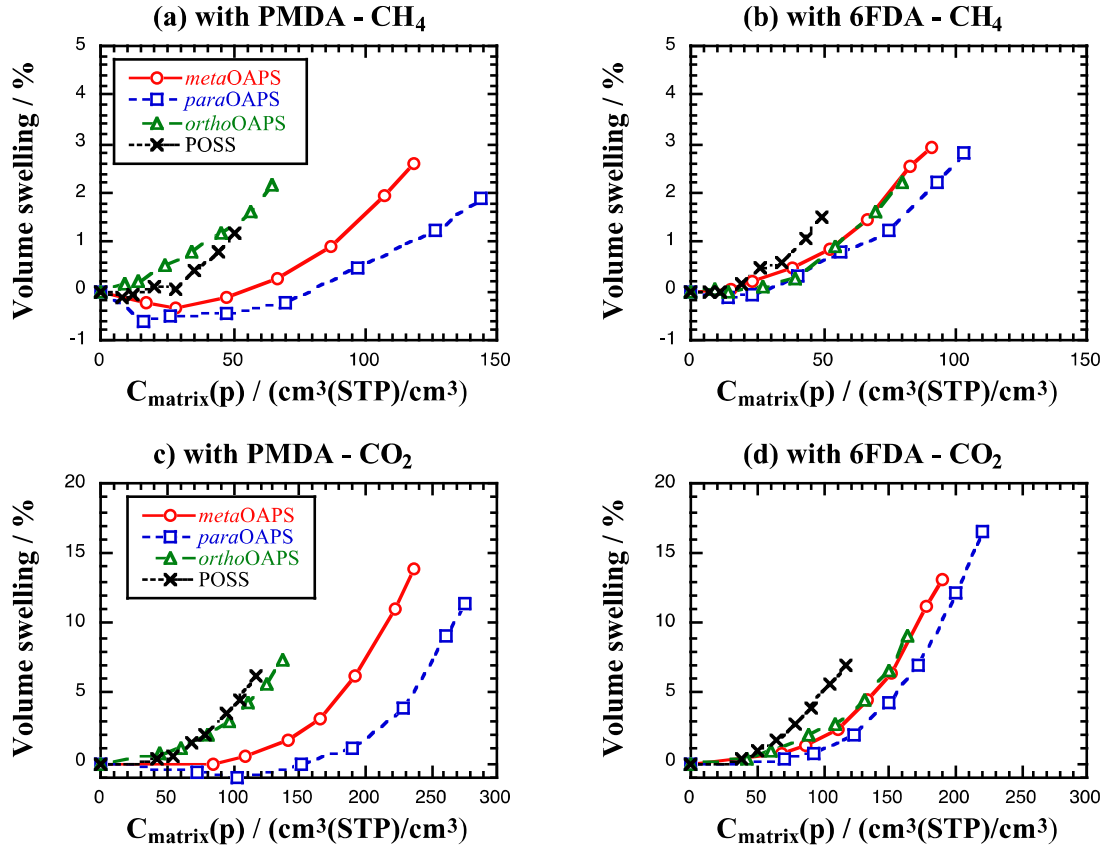 (a) with PMDA - CH4
5
4
3
2
1
0
-1
Volume swelling / %
metaOAPS
paraOAPS
orthoOAPS
POSS
0 50 100 150
Cmatrix(p) / (cm3(STP)/cm3)
(b) with 6FDA - CH4
5
4
3
2
1
0
-1
Volume swelling / %
0 50 100 150
Cmatrix(p) / (cm3(STP)/cm3)
c) with PMDA - CO2
20
15
10
5
0
Volume swelling / %
metaOAPS
paraOAPS
orthoOAPS
POSS
0 50 100 150 200 250 300
Cmatrix(p) / (cm3(STP)/cm3)
(d) with 6FDA - CO2
20
15
10
5
0
Volume swelling / %
0 50 100 150 200 250 300
Cmatrix(p) / (cm3(STP)/cm3)